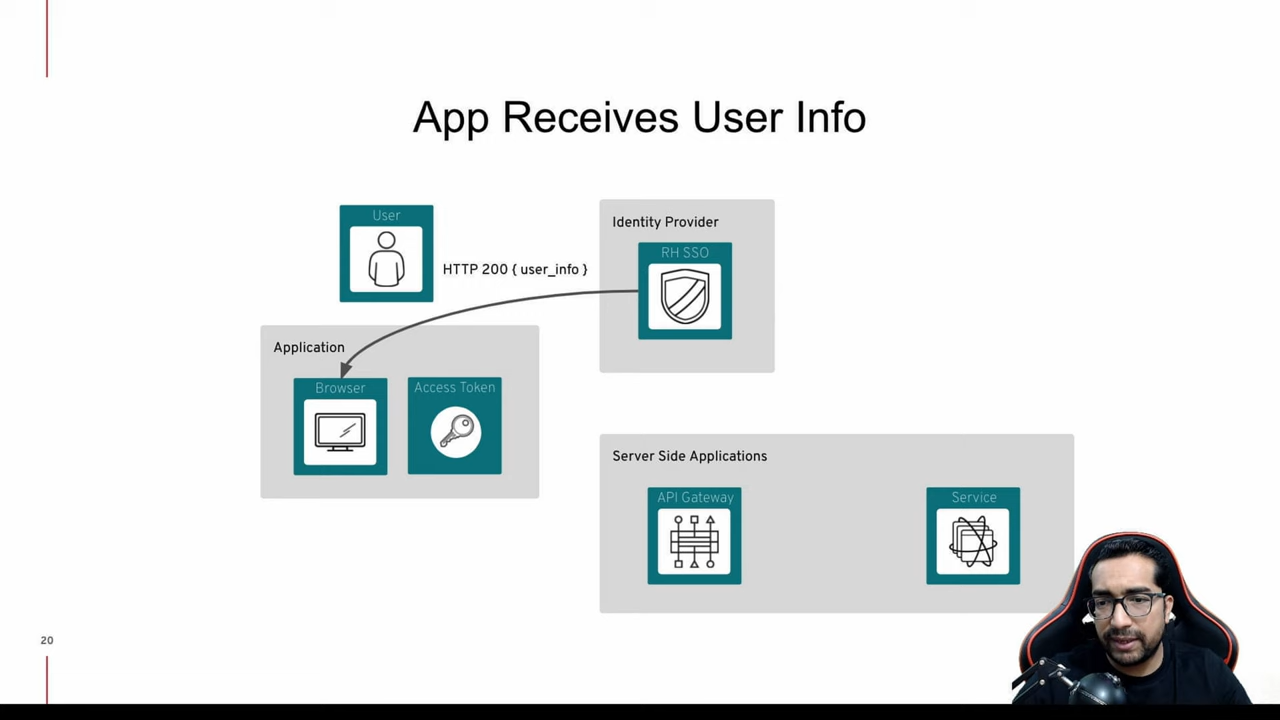 App Receives User Info
User
HTTP 200 { user_info }
Identity Provider
RH SSO
Application
Browser
Access Token
Server Side Applications
API Gateway
Service
20